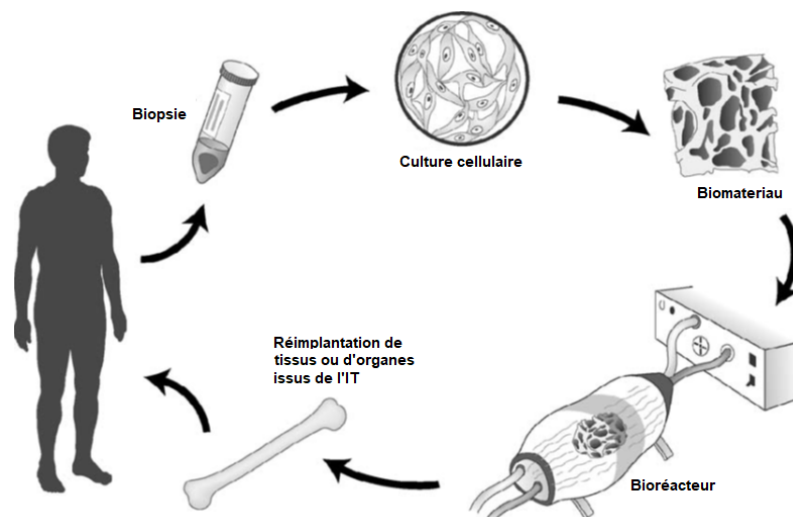 Biopsie
Culture cellulaire
Biomateriau
Bioréacteur
Réimplantation de
tissus ou d'organes
issus de l'IT